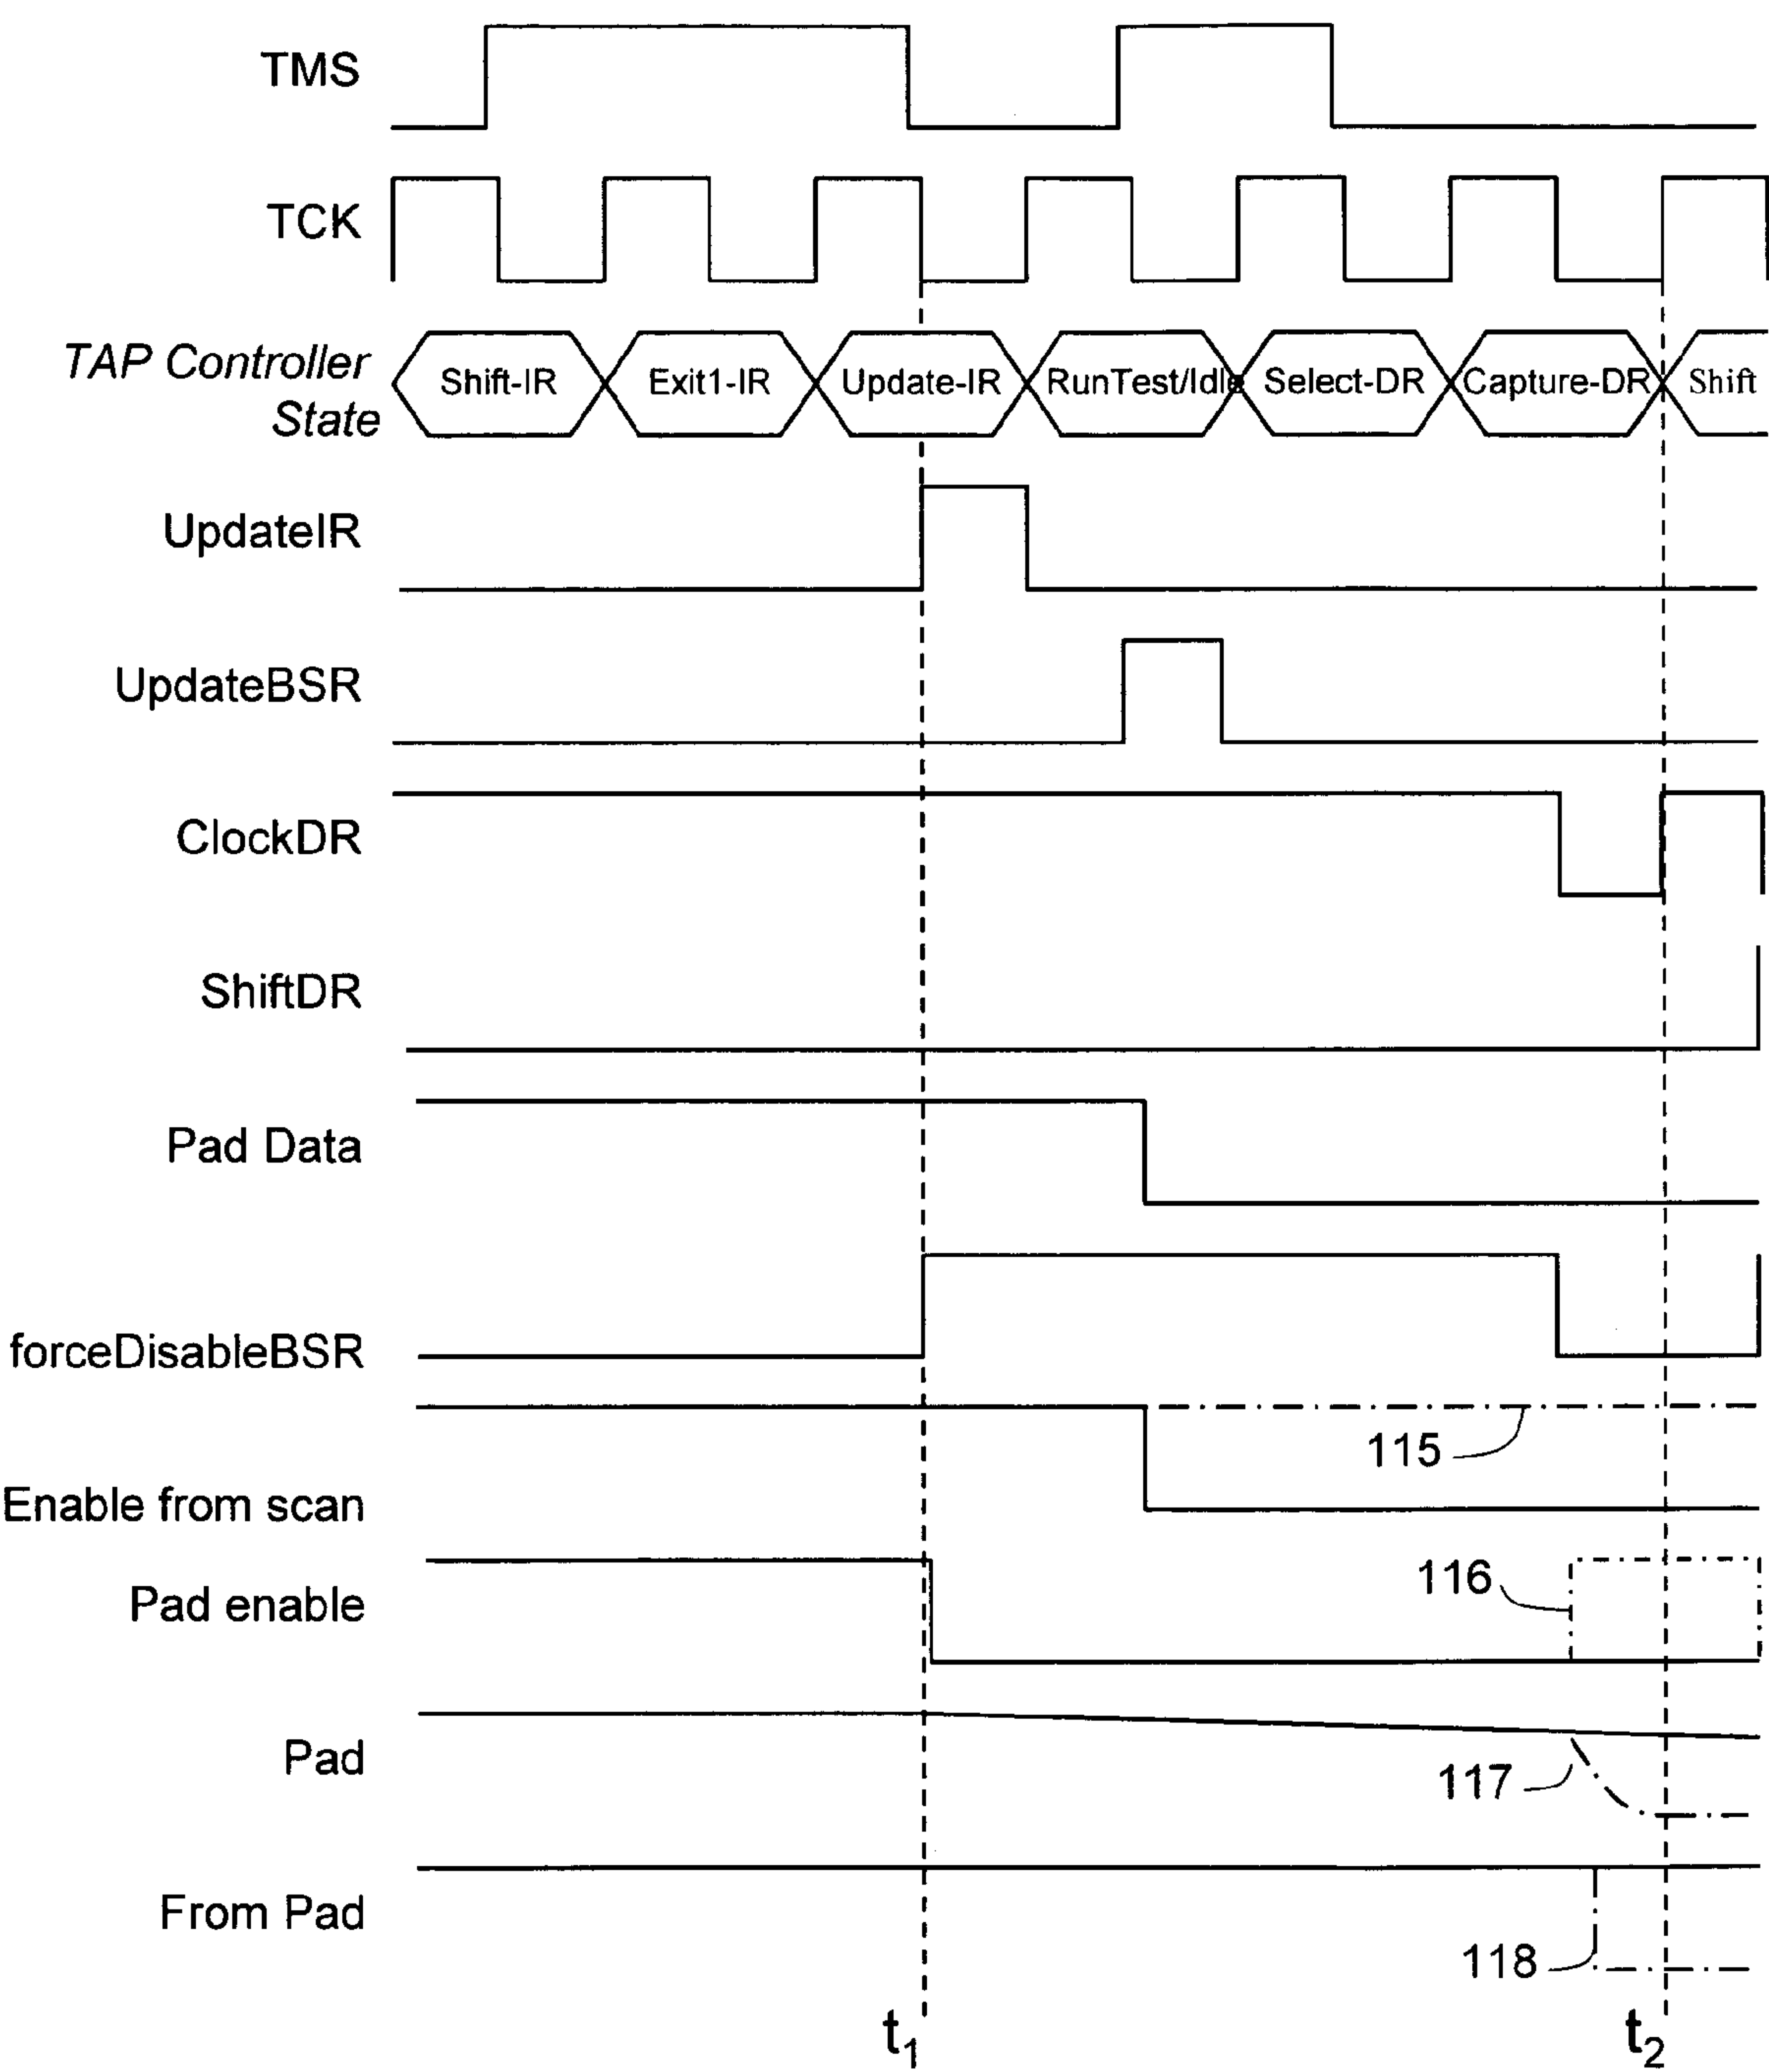 TMS
TCK
TAP Controller
State
Shift-IR
Exit1-IR
Update-IR
RunTest/Idle
Select-DR
Capture-DR
Shift
UpdateIR
UpdateBSR
ClockDR
ShiftDR
Pad Data
forceDisableBSR
115
Enable from scan
116
Pad enable
Pad
117
From Pad
118
t1
t2